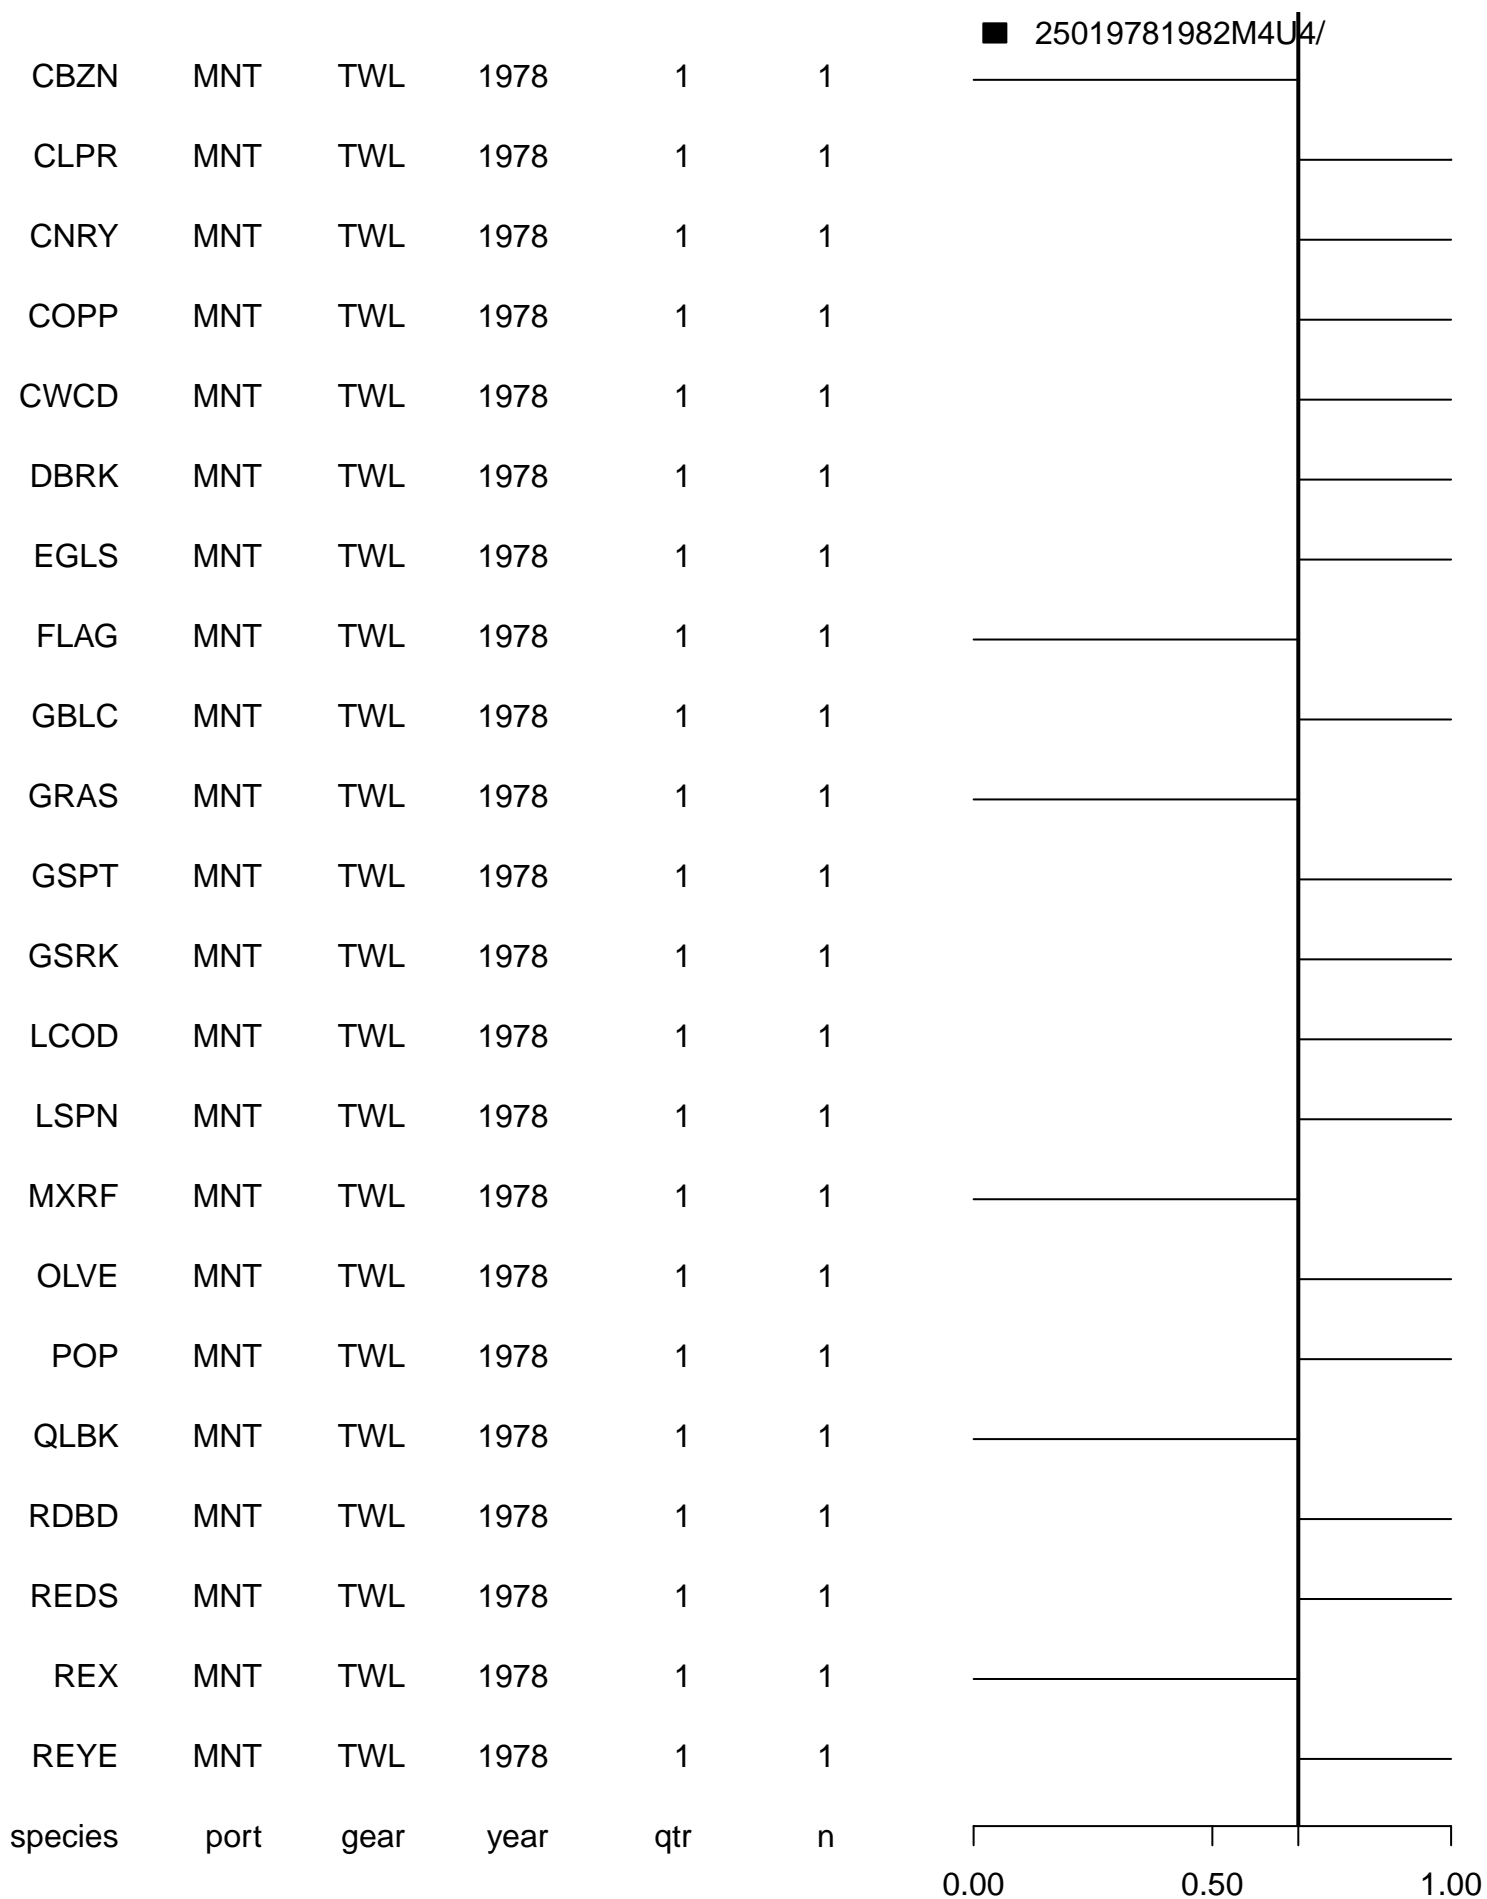 25019781982M4U4/
CBZN MNT TWL 1978 1 1
CLPR MNT TWL 1978 1 1
CNRY MNT TWL 1978 1 1
COPP MNT TWL 1978 1 1
CWCD MNT TWL 1978 1 1
DBRK MNT TWL 1978 1 1
EGLS MNT TWL 1978 1 1
FLAG MNT TWL 1978 1 1
GBLC MNT TWL 1978 1 1
GRAS MNT TWL 1978 1 1
GSPT MNT TWL 1978 1 1
GSRK MNT TWL 1978 1 1
LCOD MNT TWL 1978 1 1
LSPN MNT TWL 1978 1 1
MXRF MNT TWL 1978 1 1
OLVE MNT TWL 1978 1 1
POP MNT TWL 1978 1 1
QLBK MNT TWL 1978 1 1
RDBD MNT TWL 1978 1 1
REDS MNT TWL 1978 1 1
REX MNT TWL 1978 1 1
REYE MNT TWL 1978 1 1
species port gear year qtr n
0.00 0.50 1.00